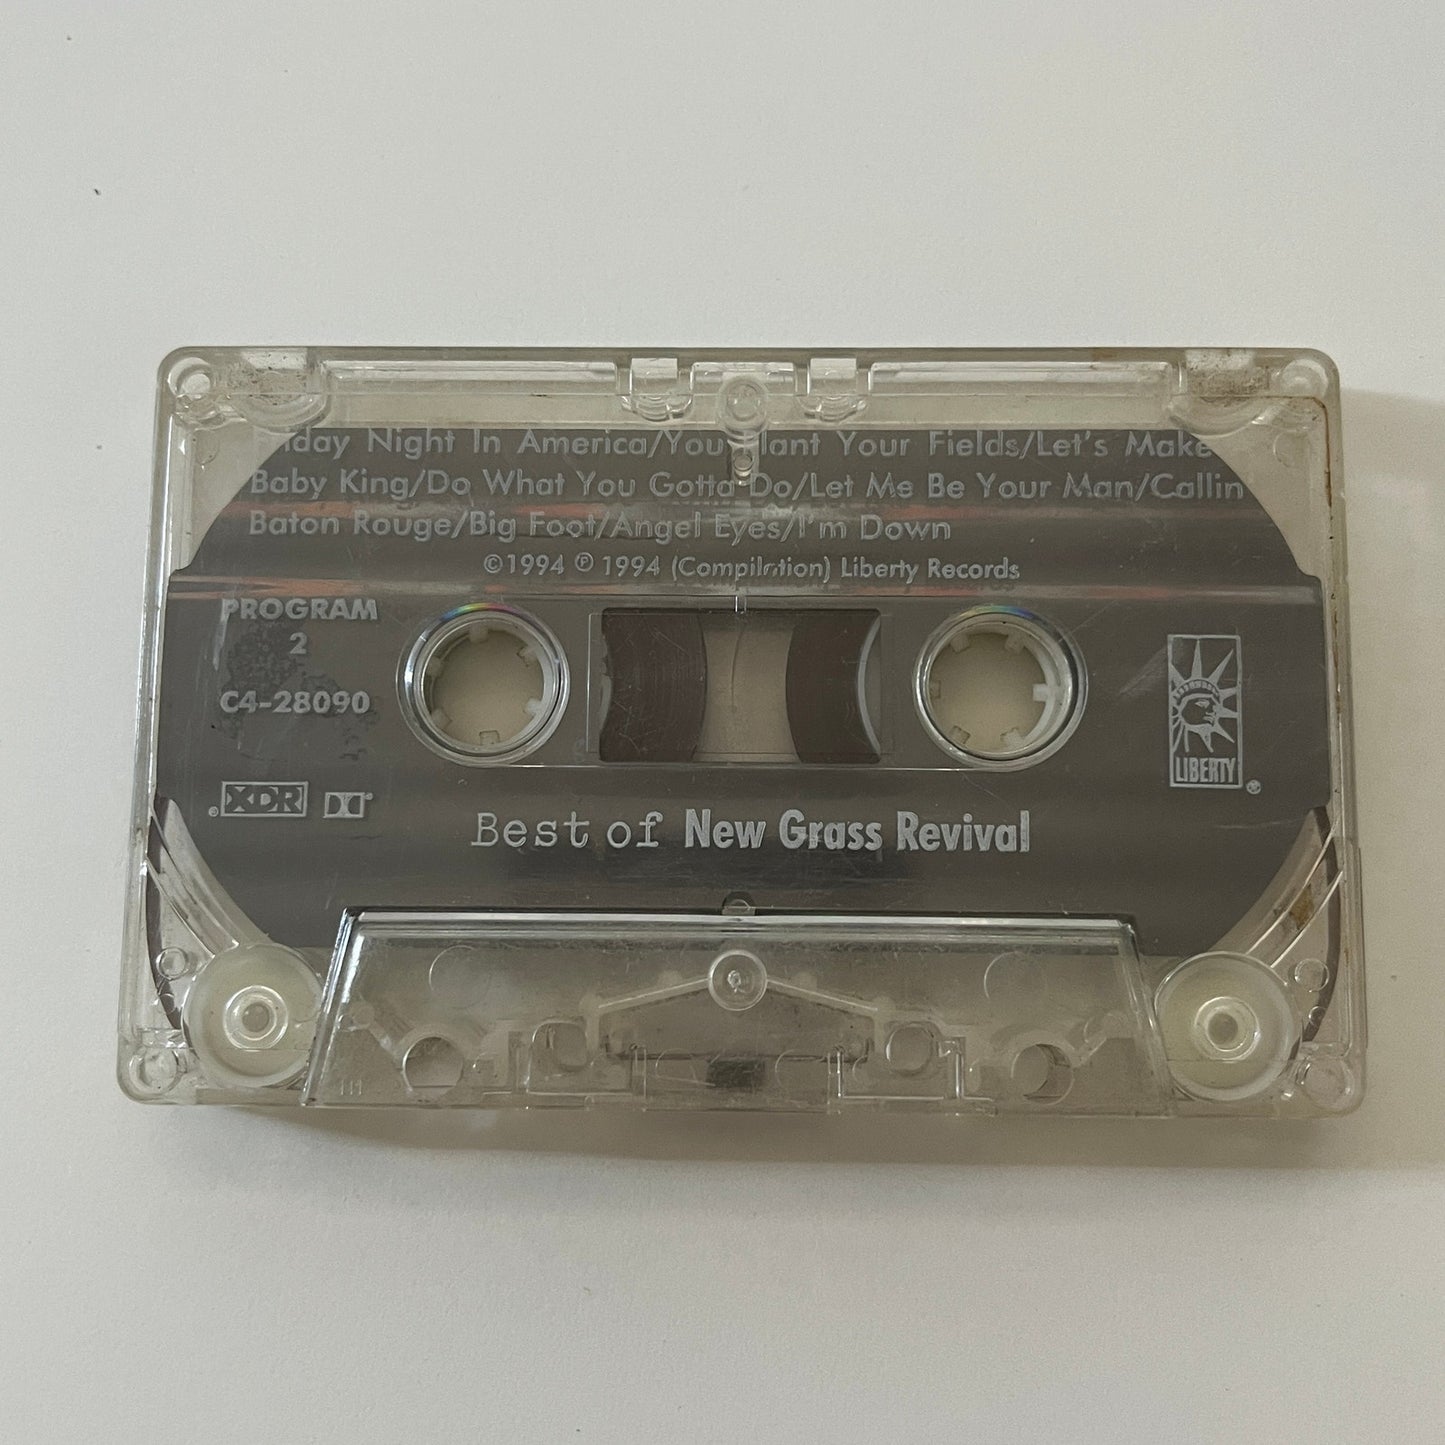 Friday Night In America/You Plant Your Fields/Let's Make
Baby King/Do What You Gotta Do/Let Me Be Your Man/Callin
Baton Rouge/Big Foot/Angel Eyes/I'm Down
©1994 ℗ 1994 (Compilation) Liberty Records
PROGRAM
2
C4-28090
XDR
LIBERTY
Best of New Grass Revival